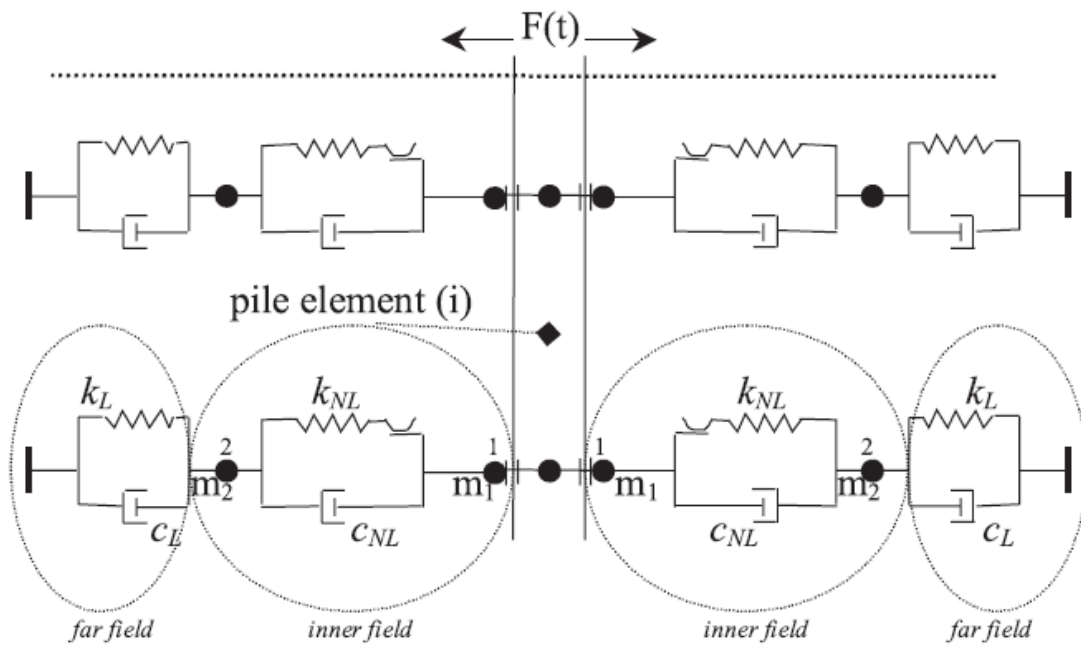 F(t)
pile element (i)
k_L k_NL k_NL k_L
2 1 1 2
m_2 m_1 m_1 m_2
c_L c_NL c_NL c_L
far field inner field inner field far field